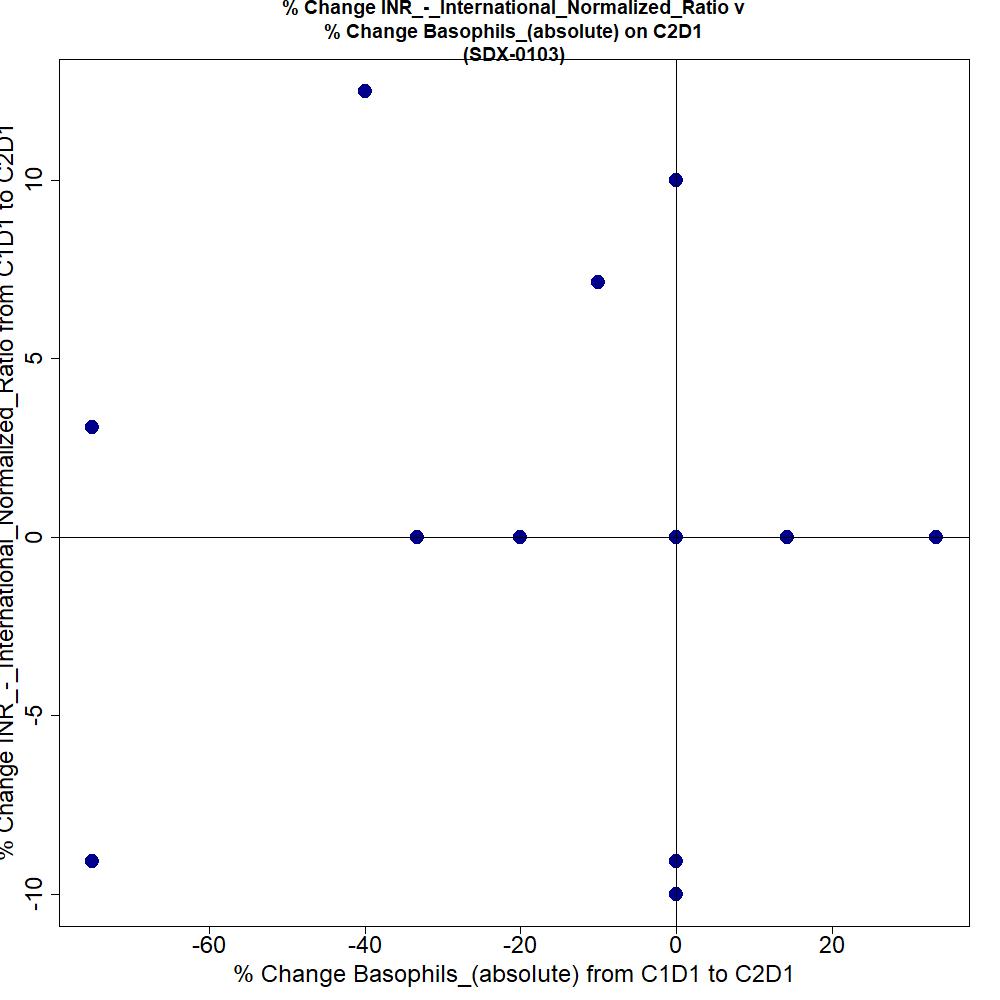 % Change INR_-_International_Normalized_Ratio v
% Change Basophils_(absolute) on C2D1
(SDX-0103)
% Change INR_-_International_Normalized_Ratio from C1D1 to C2D1
10
5
0
-5
-10
-60
-40
-20
0
20
% Change Basophils_(absolute) from C1D1 to C2D1